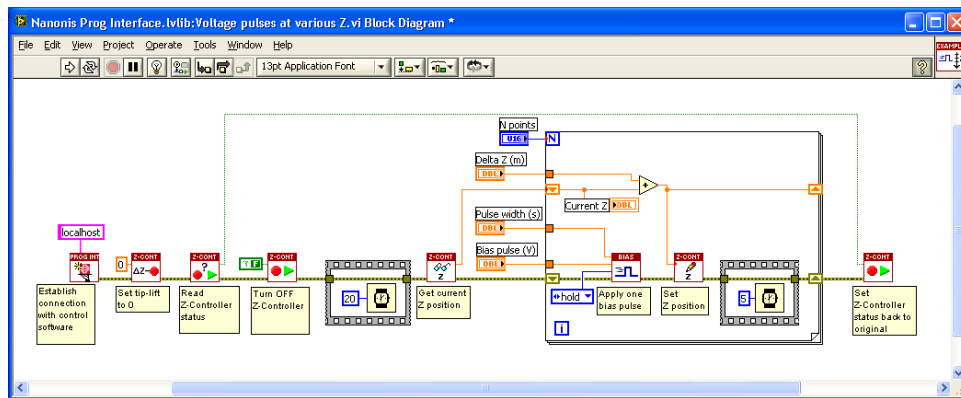 Nanonis Prog Interface.lvlib:Voltage pulses at various Z.vi Block Diagram *
File Edit View Project Operate Tools Window Help
13pt Application Font
EXAMPL
N points
U16
N
Delta Z (m)
DBL
Current Z
DBL
Pulse width (s)
DBL
Bias pulse (V)
DBL
localhost
PROG INT
Establish
connection
with control
software
0
Z-CONT
ΔZ
Set tip-lift
to 0
Z-CONT
?
Read
Z-Controller
status
F
Z-CONT
Turn OFF
Z-Controller
20
Z-CONT
Z
Get current
Z position
hold
BIAS
Apply one
bias pulse
Z-CONT
Z
Set
Z position
5
i
Z-CONT
Set
Z-Controller
status back to
original